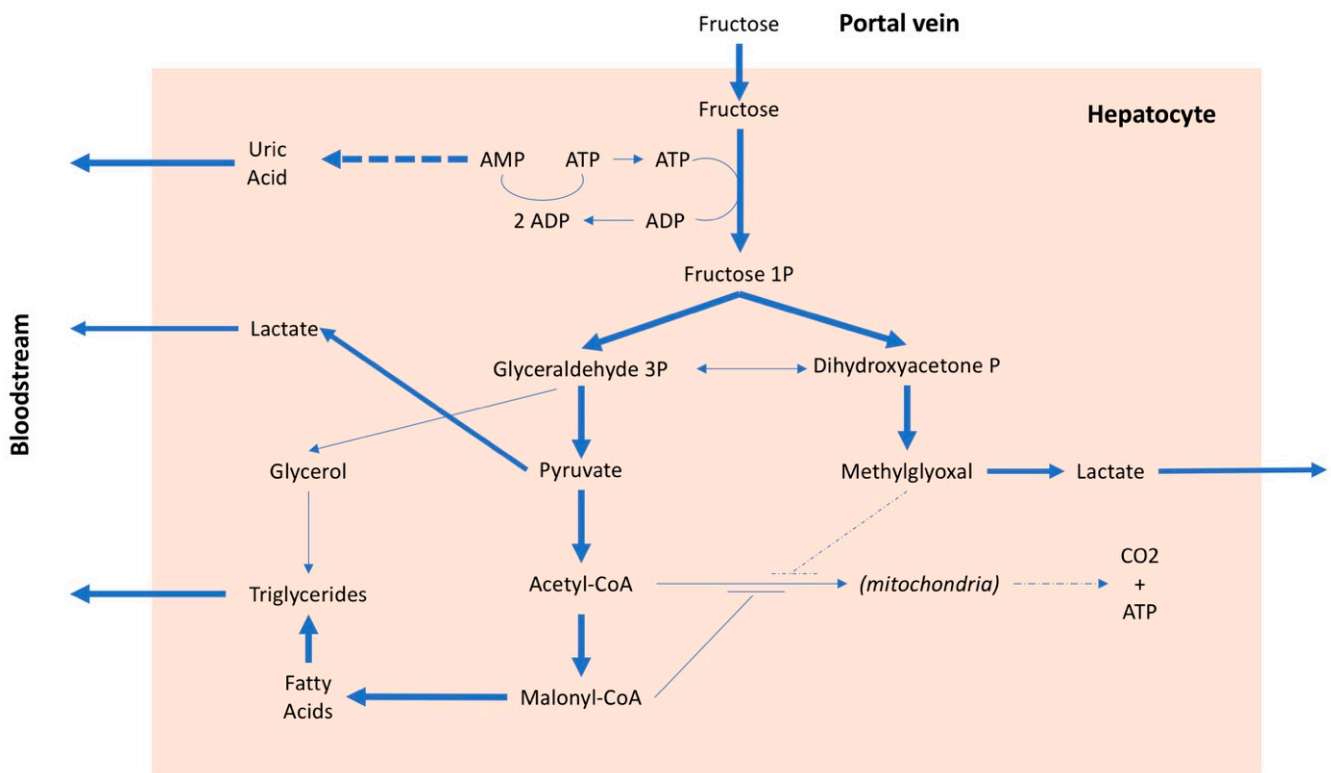 Fructose
Portal vein
Fructose
Hepatocyte
Uric
Acid
AMP
ATP
ATP
2 ADP
ADP
Fructose 1P
Bloodstream
Lactate
Glyceraldehyde 3P
Dihydroxyacetone P
Glycerol
Pyruvate
Methylglyoxal
Lactate
Triglycerides
Acetyl-CoA
(mitochondria)
CO2
+
ATP
Fatty
Acids
Malonyl-CoA